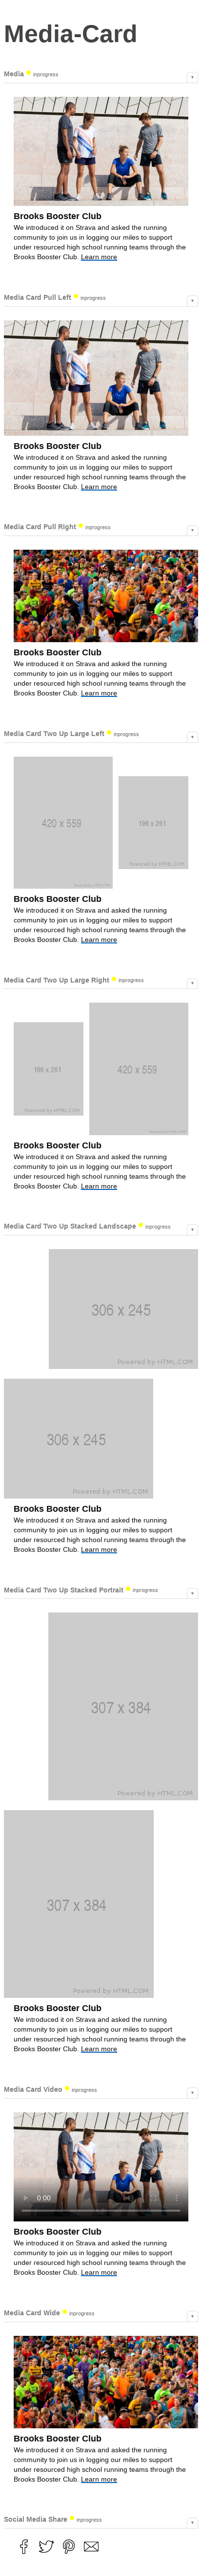 Media-Card
Media inprogress
Brooks Booster Club
We introduced it on Strava and asked the running
community to join us in logging our miles to support
under resourced high school running teams through the
Brooks Booster Club. Learn more
Media Card Pull Left inprogress
Brooks Booster Club
We introduced it on Strava and asked the running
community to join us in logging our miles to support
under resourced high school running teams through the
Brooks Booster Club. Learn more
Media Card Pull Right inprogress
Brooks Booster Club
We introduced it on Strava and asked the running
community to join us in logging our miles to support
under resourced high school running teams through the
Brooks Booster Club. Learn more
Media Card Two Up Large Left inprogress
420 x 559
196 x 261
Powered by HTML.COM
Powered by HTML.COM
Brooks Booster Club
We introduced it on Strava and asked the running
community to join us in logging our miles to support
under resourced high school running teams through the
Brooks Booster Club. Learn more
Media Card Two Up Large Right inprogress
196 x 261
420 x 559
Powered by HTML.COM
Powered by HTML.COM
Brooks Booster Club
We introduced it on Strava and asked the running
community to join us in logging our miles to support
under resourced high school running teams through the
Brooks Booster Club. Learn more
Media Card Two Up Stacked Landscape inprogress
306 x 245
Powered by HTML.COM
306 x 245
Powered by HTML.COM
Brooks Booster Club
We introduced it on Strava and asked the running
community to join us in logging our miles to support
under resourced high school running teams through the
Brooks Booster Club. Learn more
Media Card Two Up Stacked Portrait inprogress
307 x 384
Powered by HTML.COM
307 x 384
Powered by HTML.COM
Brooks Booster Club
We introduced it on Strava and asked the running
community to join us in logging our miles to support
under resourced high school running teams through the
Brooks Booster Club. Learn more
Media Card Video inprogress
0:00
Brooks Booster Club
We introduced it on Strava and asked the running
community to join us in logging our miles to support
under resourced high school running teams through the
Brooks Booster Club. Learn more
Media Card Wide inprogress
Brooks Booster Club
We introduced it on Strava and asked the running
community to join us in logging our miles to support
under resourced high school running teams through the
Brooks Booster Club. Learn more
Social Media Share inprogress